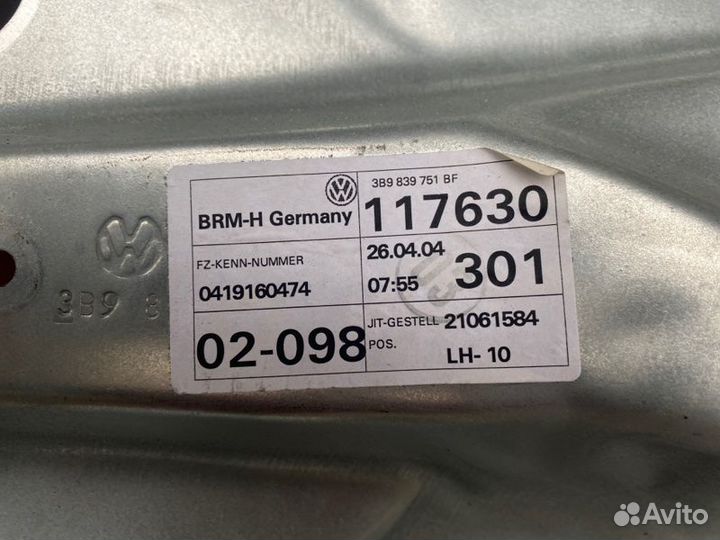 3B9 839 751 BF
BRM-H Germany 117630
FZ-KENN-NUMMER 26.04.04
0419160474 07:55 301
02-098 JIT-GESTELL 21061584
POS. LH- 10
3B9 8
Avito